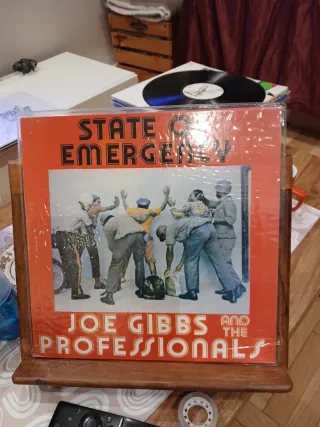 STATE OF
EMERGENCY
JOE GIBBS AND THE
PROFESSIONALS